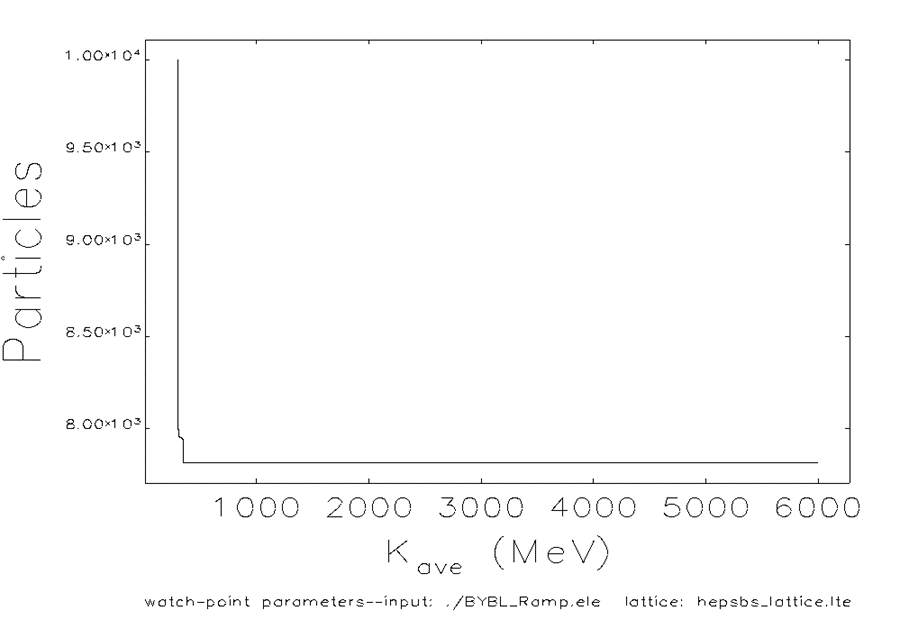 1.00×10⁴
9.50×10³
9.00×10³
8.50×10³
8.00×10³
Particles
1000 2000 3000 4000 5000 6000
K_ave (MeV)
watch-point parameters--input: ./BYBL_Ramp.ele lattice: hepsbs_lattice.lte